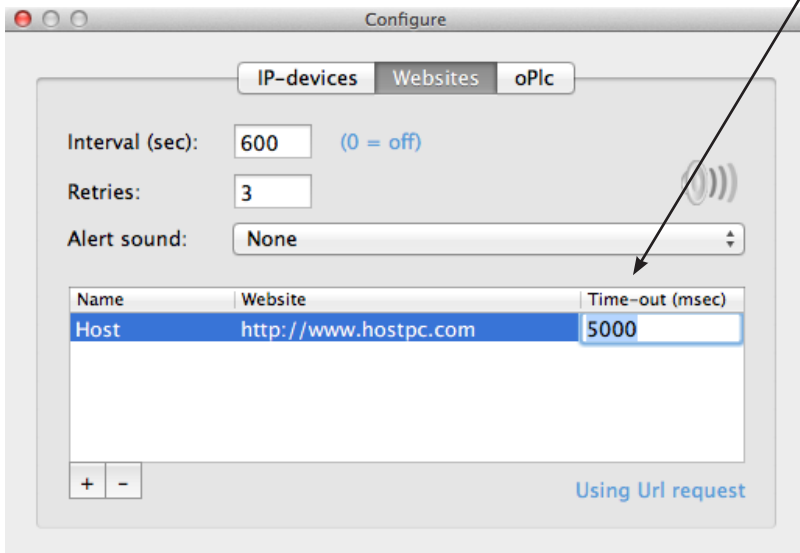 Configure
IP-devices Websites oPlc
Interval (sec): 600 (0 = off)
Retries: 3
Alert sound: None
Name Website Time-out (msec)
Host http://www.hostpc.com 5000
+ -
Using Url request